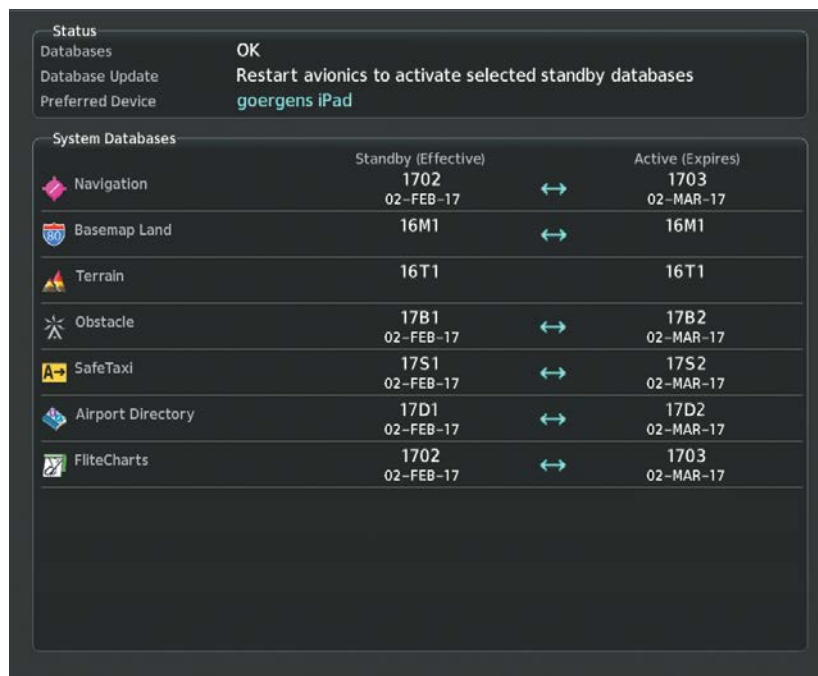 Status
Databases OK
Database Update Restart avionics to activate selected standby databases
Preferred Device goergens iPad
System Databases
Standby (Effective) Active (Expires)
Navigation 1702 ↔ 1703
02-FEB-17 02-MAR-17
80 Basemap Land 16M1 ↔ 16M1
Terrain 16T1 16T1
Obstacle 17B1 ↔ 17B2
02-FEB-17 02-MAR-17
A→ SafeTaxi 17S1 ↔ 17S2
02-FEB-17 02-MAR-17
Airport Directory 17D1 ↔ 17D2
02-FEB-17 02-MAR-17
FliteCharts 1702 ↔ 1703
02-FEB-17 02-MAR-17